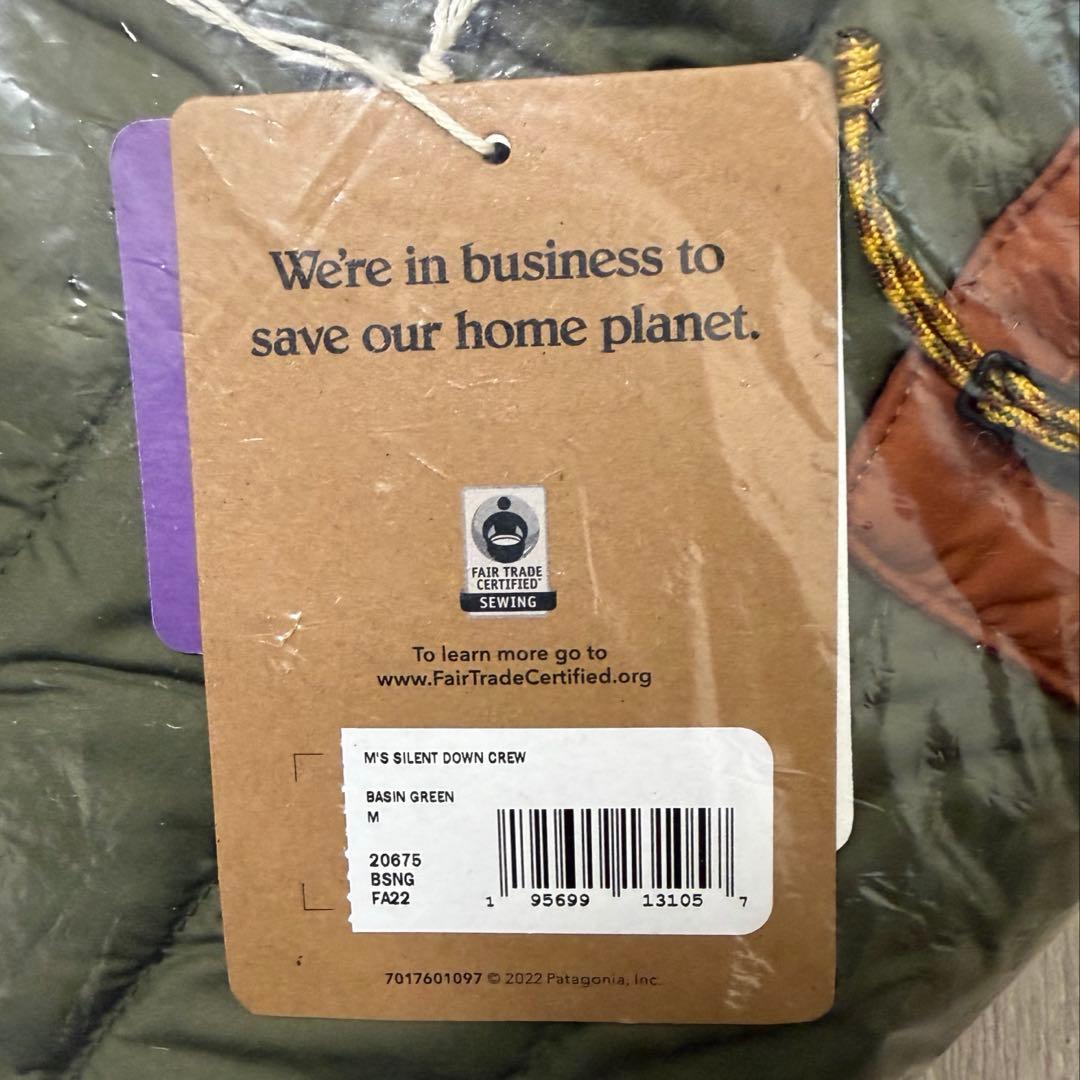 We're in business to
save our home planet.
FAIR TRADE
CERTIFIED™
SEWING
To learn more go to
www.FairTradeCertified.org
M'S SILENT DOWN CREW
BASIN GREEN
M
20675
BSNG
FA22
1 95699 13105 7
7017601097 © 2022 Patagonia, Inc.